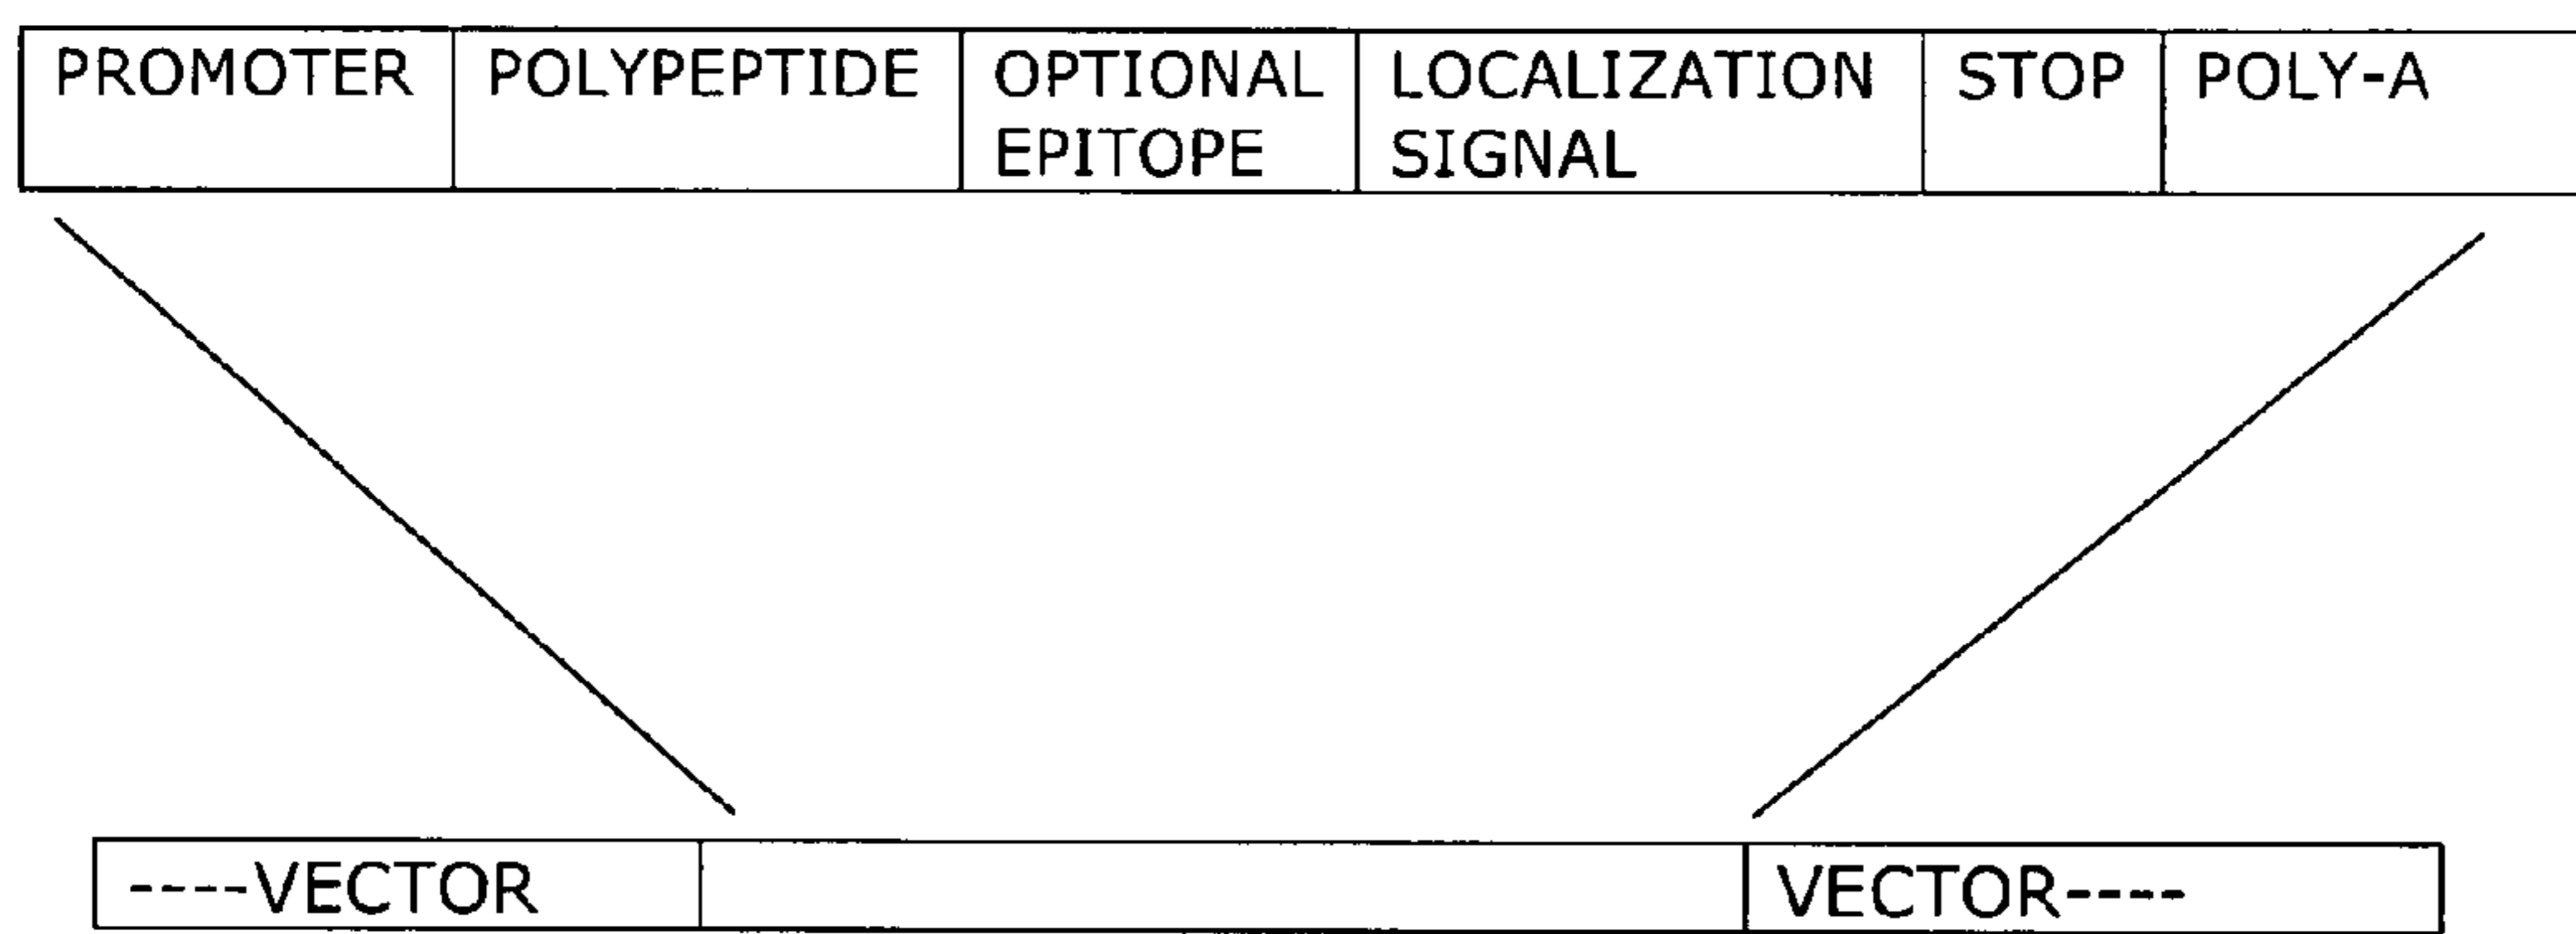 PROMOTER POLYPEPTIDE OPTIONAL LOCALIZATION STOP POLY-A
EPITOPE SIGNAL
----VECTOR VECTOR----